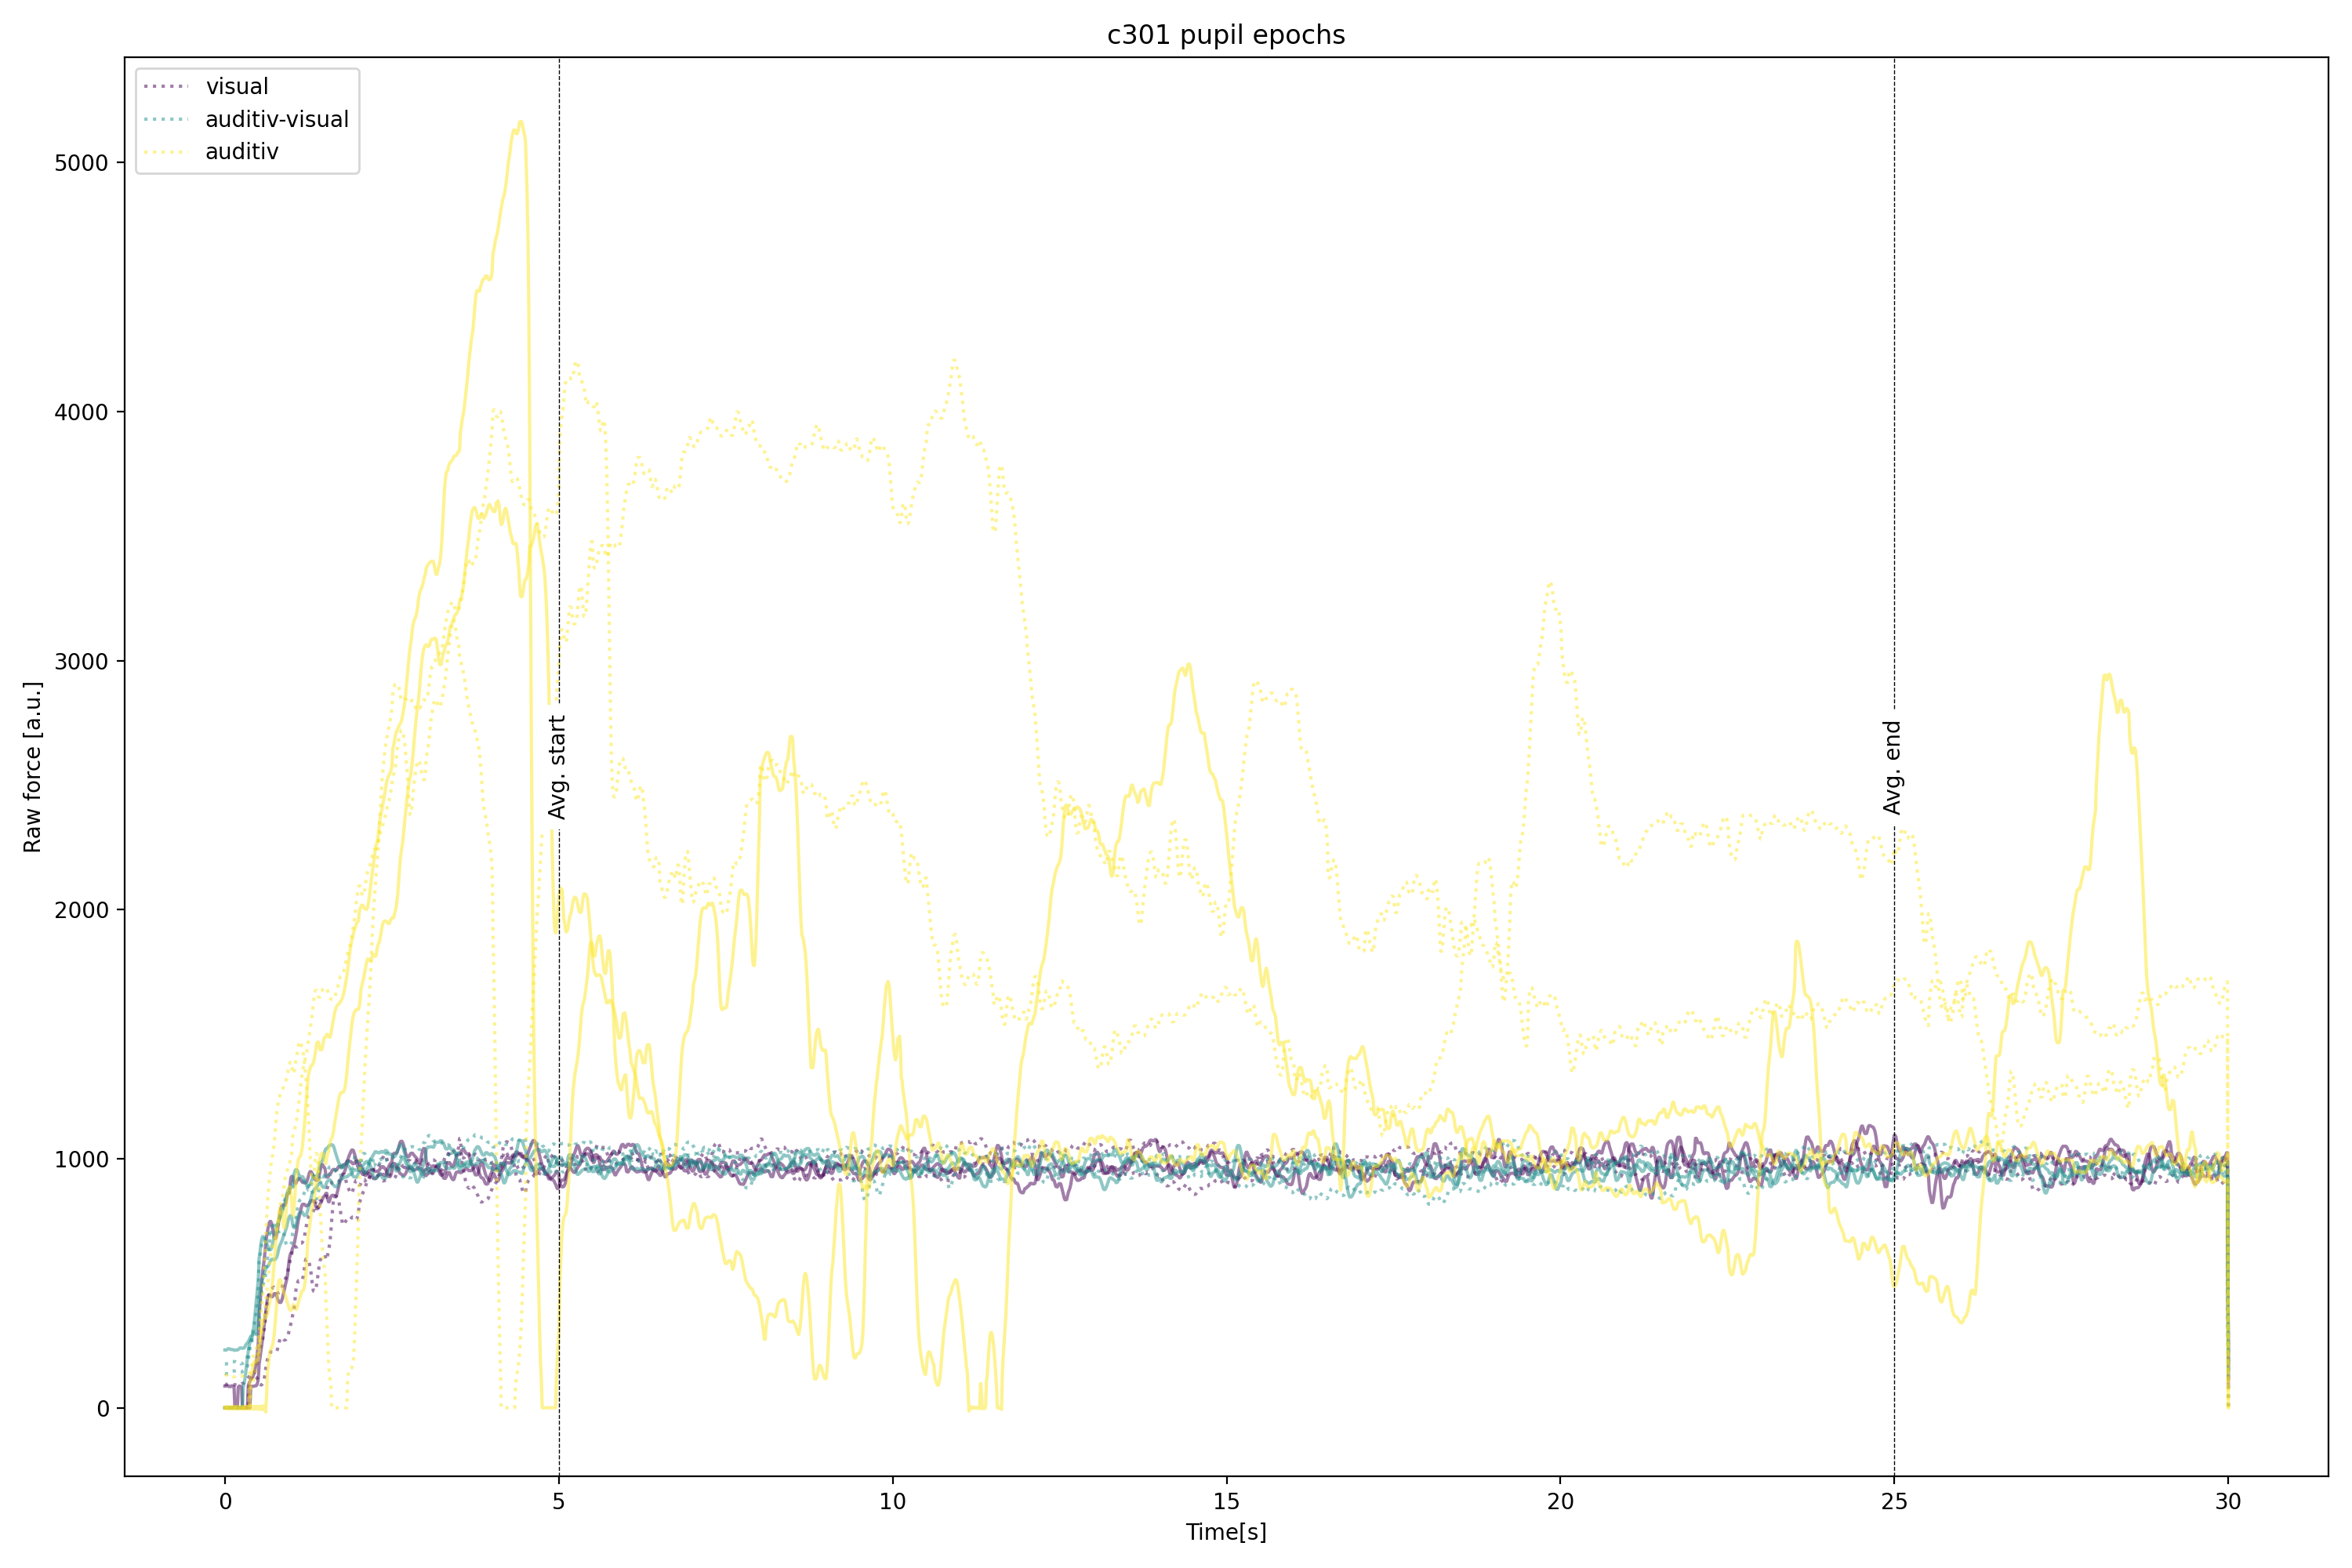 c301 pupil epochs
visual
auditiv-visual
auditiv
Raw force [a.u.]
5000
4000
3000
2000
1000
0
Avg. start
Avg. end
0
5
10
15
20
25
30
Time[s]